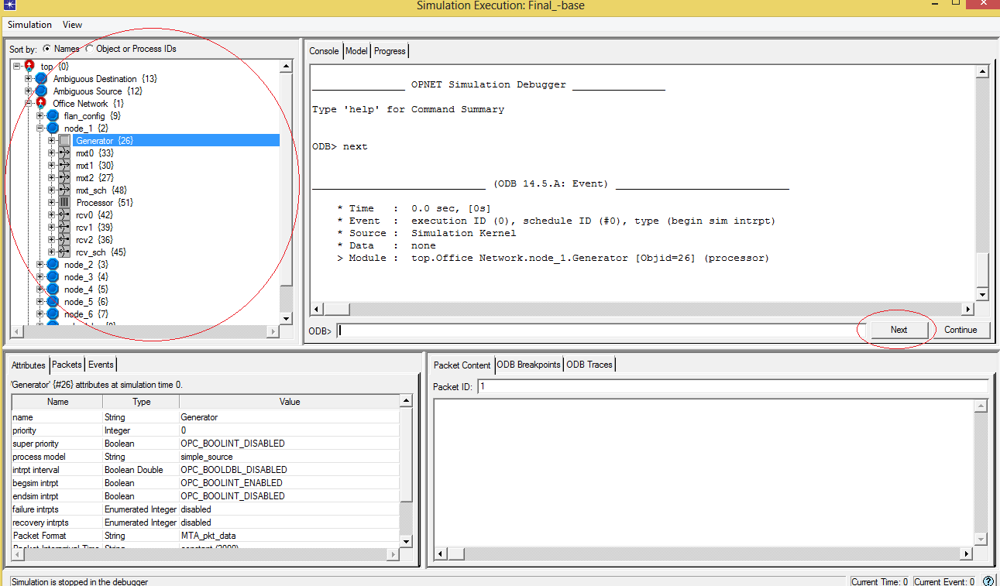 Simulation Execution: Final_-base
Simulation View
Sort by: Names Object or Process IDs
top {0}
Ambiguous Destination {13}
Ambiguous Source {12}
Office Network {1}
flan_config {9}
node_1 {2}
Generator {26}
mxt0 {33}
mxt1 {30}
mxt2 {27}
mxt_sch {48}
Processor {51}
rcv0 {42}
rcv1 {39}
rcv2 {36}
rcv_sch {45}
node_2 {3}
node_3 {4}
node_4 {5}
node_5 {6}
node_6 {7}
Console Model Progress
_______________ OPNET Simulation Debugger _______________
Type 'help' for Command Summary
ODB> next
____________________________ (ODB 14.5.A: Event) ____________________________
* Time : 0.0 sec, [0s]
* Event : execution ID (0), schedule ID (#0), type (begin sim intrpt)
* Source : Simulation Kernel
* Data : none
> Module : top.Office Network.node_1.Generator [Objid=26] (processor)
ODB>
Next Continue
Attributes Packets Events
'Generator' {#26} attributes at simulation time 0.
Name Type Value
name String Generator
priority Integer 0
super priority Boolean OPC_BOOLINT_DISABLED
process model String simple_source
intrpt interval Boolean Double OPC_BOOLDBL_DISABLED
begsim intrpt Boolean OPC_BOOLINT_ENABLED
endsim intrpt Boolean OPC_BOOLINT_DISABLED
failure intrpts Enumerated Integer disabled
recovery intrpts Enumerated Integer disabled
Packet Format String MTA_pkt_data
Packet Content ODB Breakpoints ODB Traces
Packet ID: 1
Simulation is stopped in the debugger
Current Time: 0 Current Event: 0